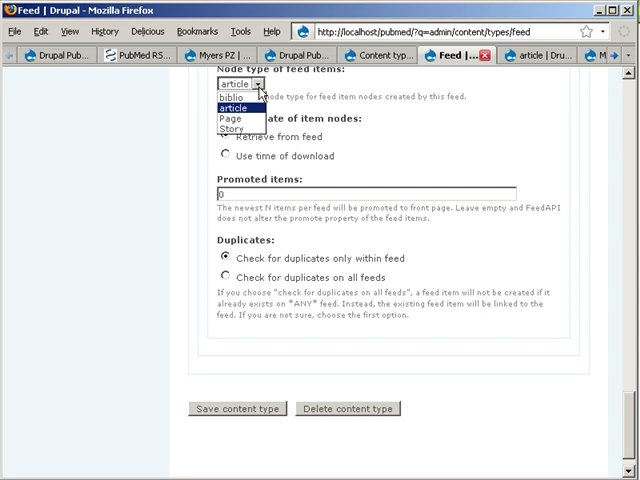 Feed | Drupal - Mozilla Firefox
File Edit View History Delicious Bookmarks Tools Help
http://localhost/pubmed/?q=admin/content/types/feed
Drupal Pub...
PubMed RS...
Myers PZ | ...
Drupal Pub...
Content typ...
Feed | ...
article | Dru...
M
Node type of feed items:
article
node type for feed item nodes created by this feed.
biblio
article
Page
Story
ate of item nodes:
Retrieve from feed
Use time of download
Promoted items:
0
The newest N items per feed will be promoted to front page. Leave empty and FeedAPI
does not alter the promote property of the feed items.
Duplicates:
Check for duplicates only within feed
Check for duplicates on all feeds
If you choose "check for duplicates on all feeds", a feed item will not be created if it
already exists on *ANY* feed. Instead, the existing feed item will be linked to the
feed. If you are not sure, choose the first option.
Save content type
Delete content type